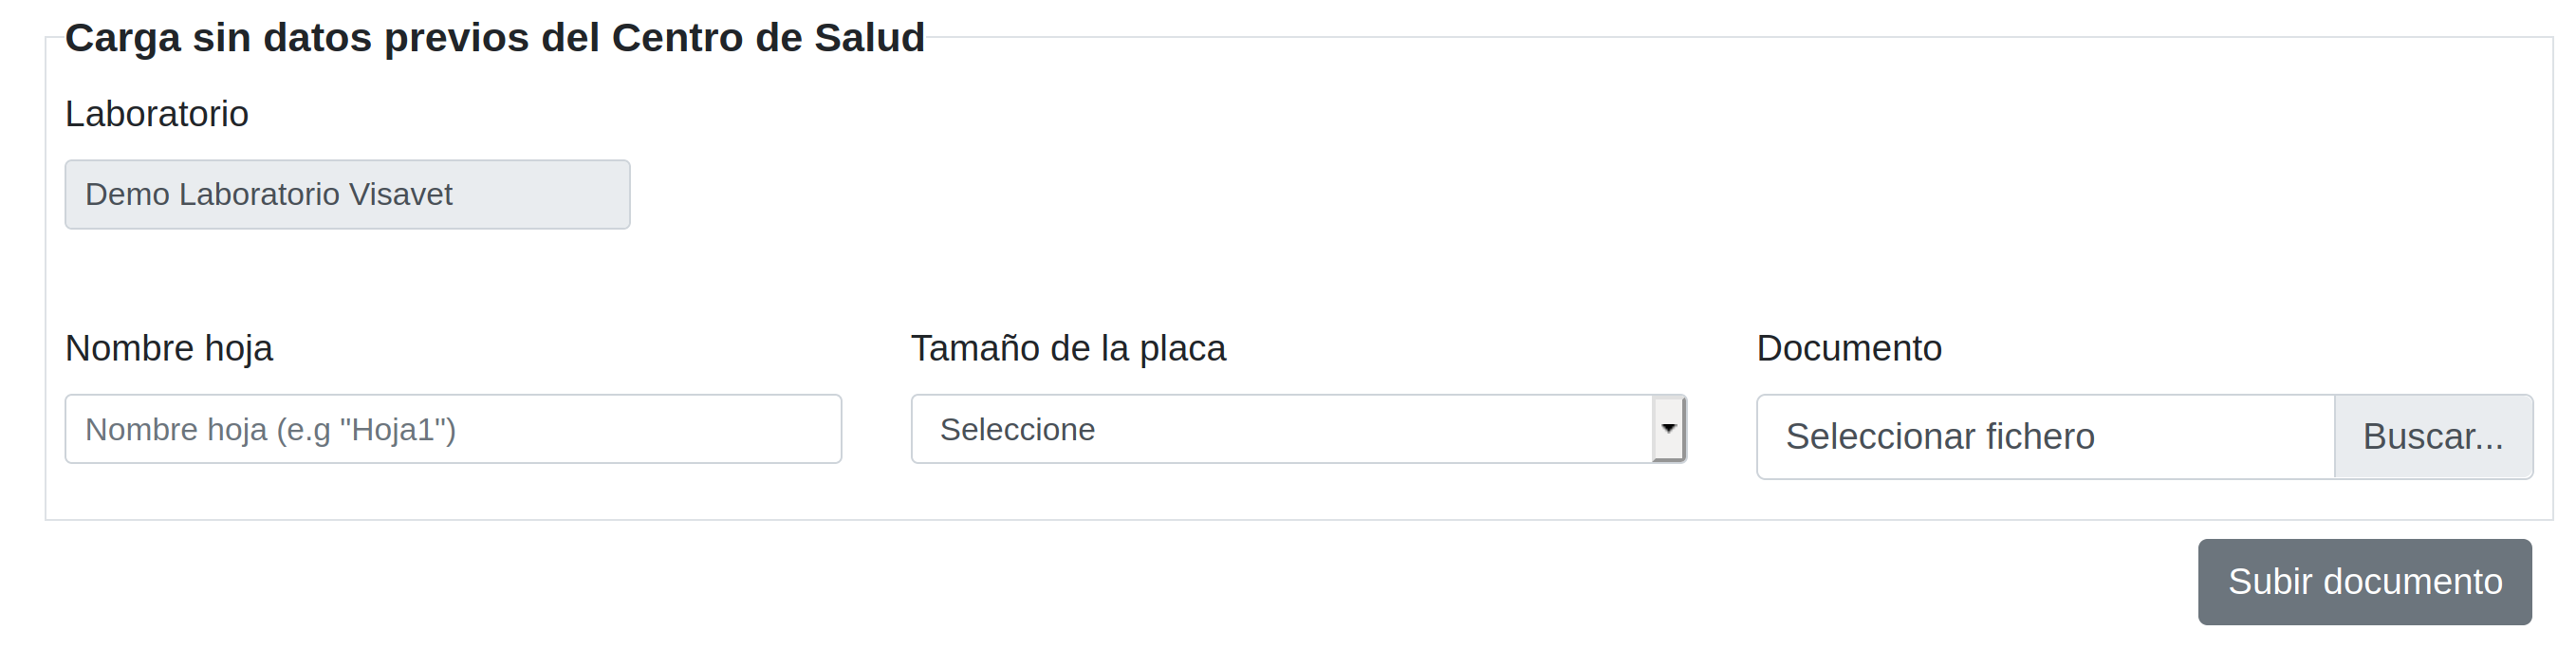 Carga sin datos previos del Centro de Salud
Laboratorio
Demo Laboratorio Visavet
Nombre hoja
Tamaño de la placa
Documento
Nombre hoja (e.g "Hoja1")
Seleccione
Seleccionar fichero
Buscar...
Subir documento